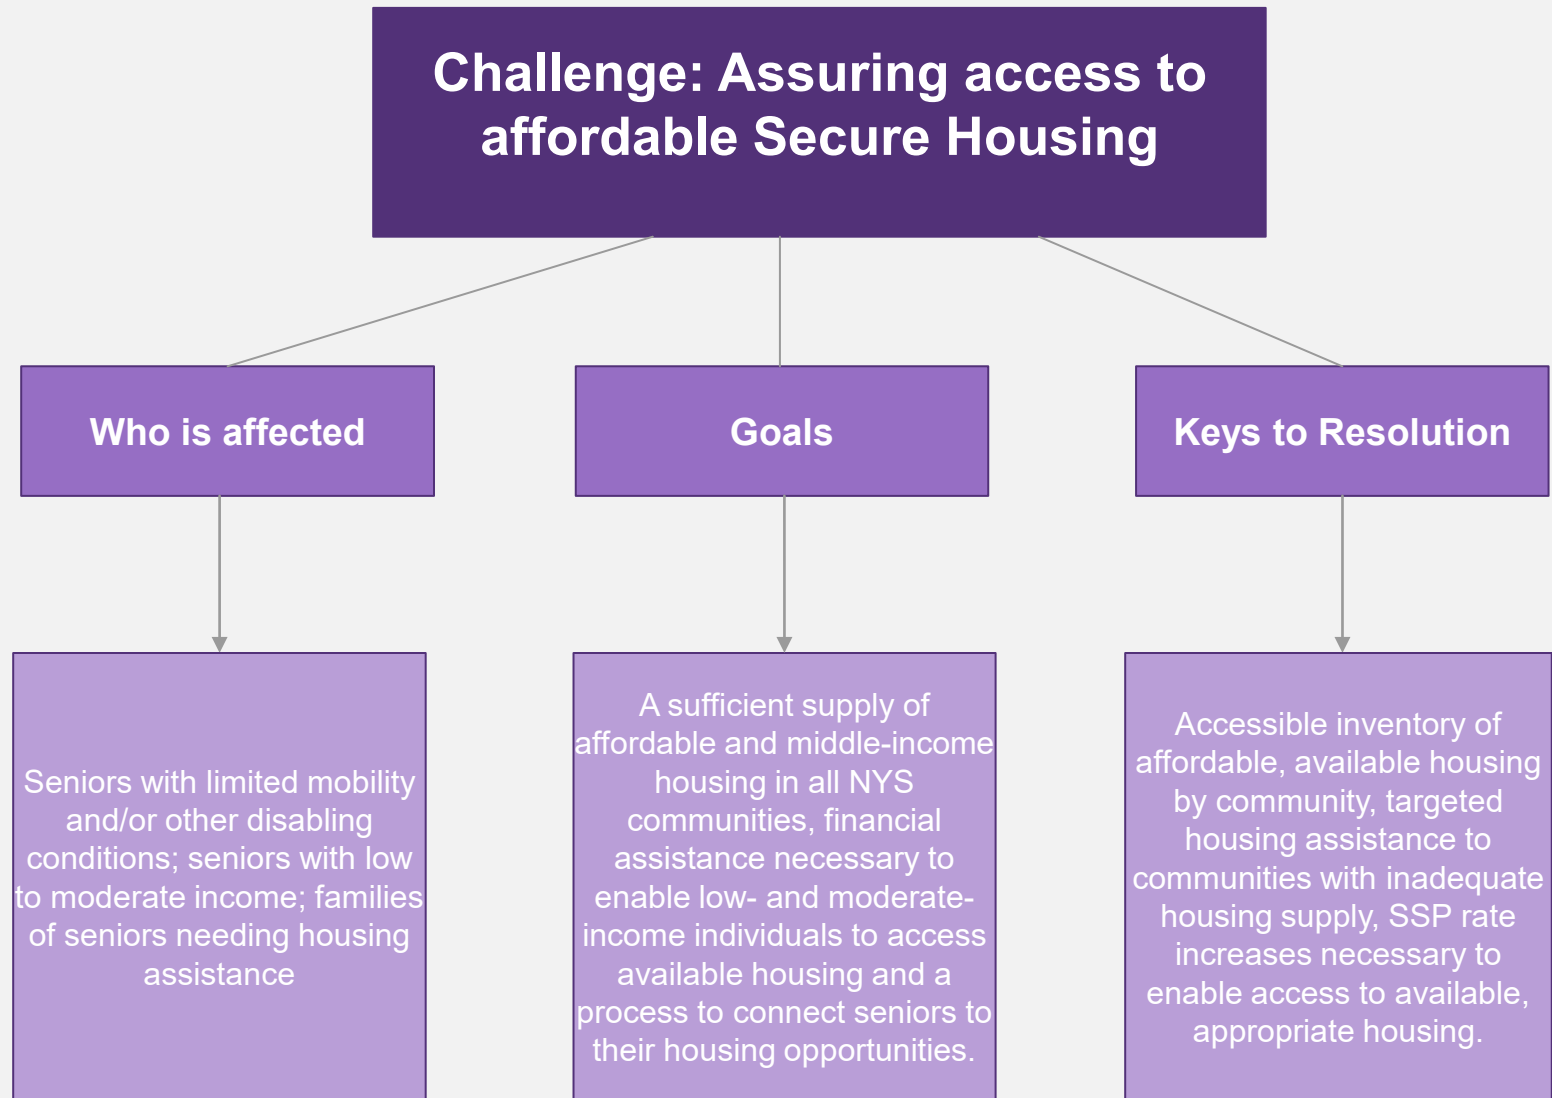 Challenge: Assuring access to
affordable Secure Housing
Who is affected
Goals
Keys to Resolution
Seniors with limited mobility
and/or other disabling
conditions; seniors with low
to moderate income; families
of seniors needing housing
assistance
A sufficient supply of
affordable and middle-income
housing in all NYS
communities, financial
assistance necessary to
enable low- and moderate-
income individuals to access
available housing and a
process to connect seniors to
their housing opportunities.
Accessible inventory of
affordable, available housing
by community, targeted
housing assistance to
communities with inadequate
housing supply, SSP rate
increases necessary to
enable access to available,
appropriate housing.